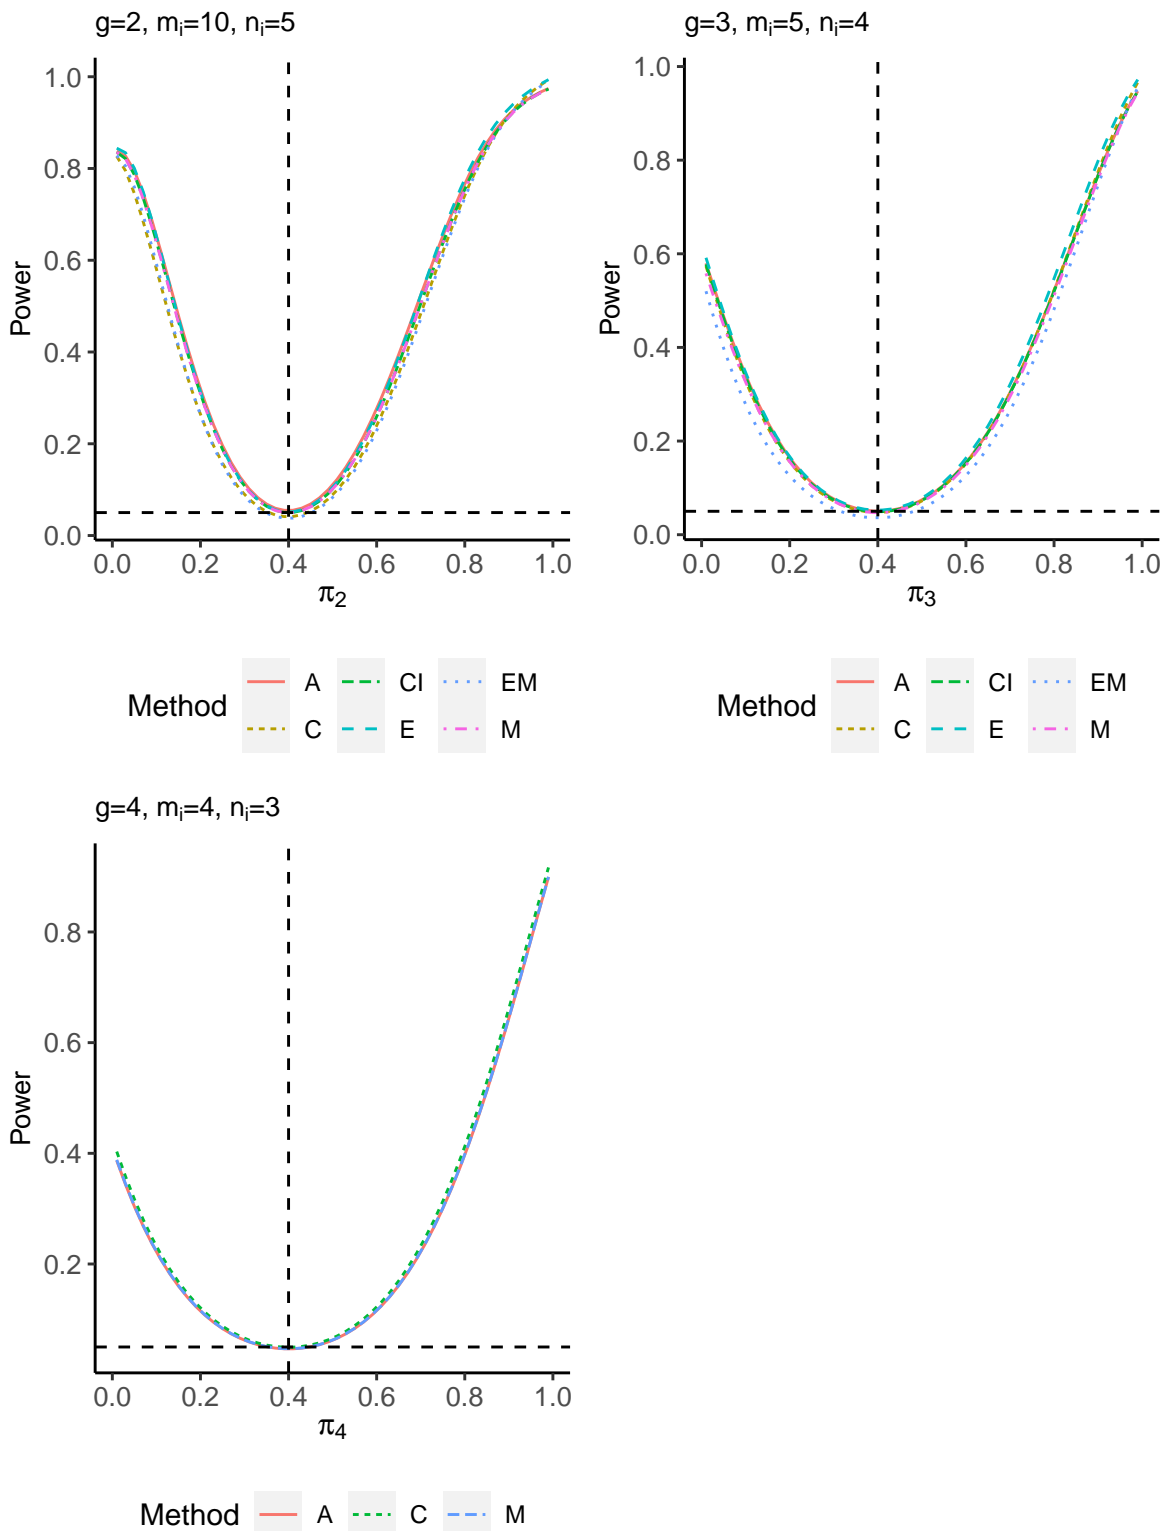 g=2, mᵢ=10, nᵢ=5
1.0
0.8
0.6
0.4
0.2
0.0
Power
0.0 0.2 0.4 0.6 0.8 1.0
π₂
Method A CI EM
C E M
g=3, mᵢ=5, nᵢ=4
1.0
0.8
0.6
0.4
0.2
0.0
Power
0.0 0.2 0.4 0.6 0.8 1.0
π₃
Method A CI EM
C E M
g=4, mᵢ=4, nᵢ=3
0.8
0.6
0.4
0.2
Power
0.0 0.2 0.4 0.6 0.8 1.0
π₄
Method A C M